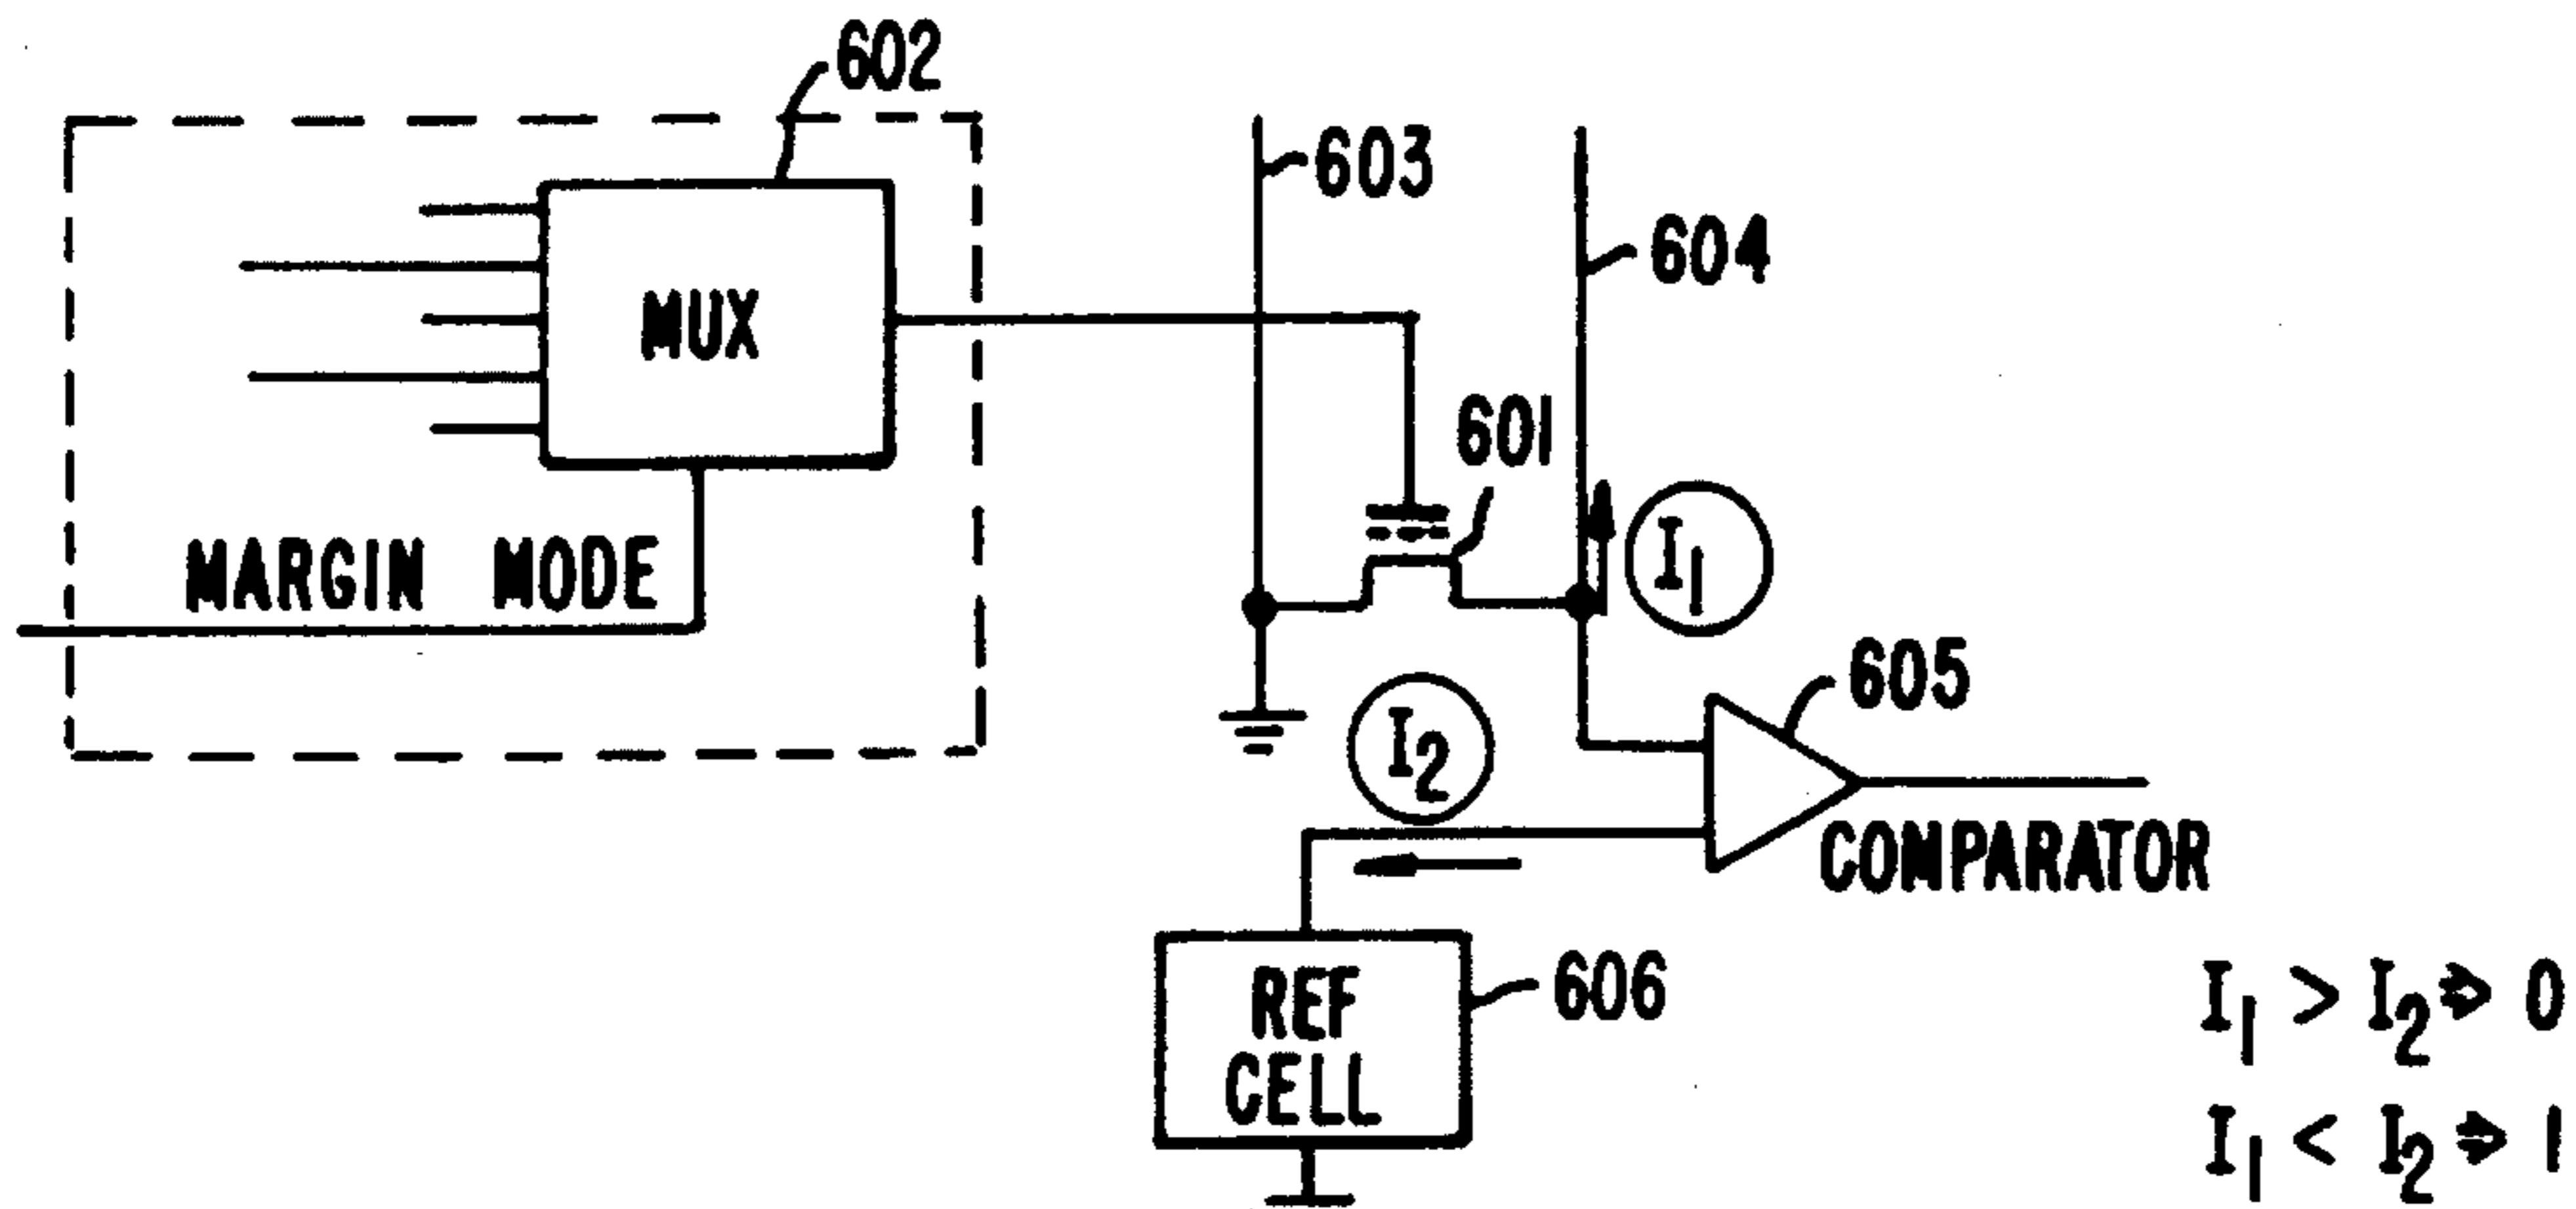 602
603
604
MUX
601
MARGIN MODE
I₁
605
I₂
COMPARATOR
REF
CELL
606
I₁ > I₂ ⇒ 0
I₁ < I₂ ⇒ 1